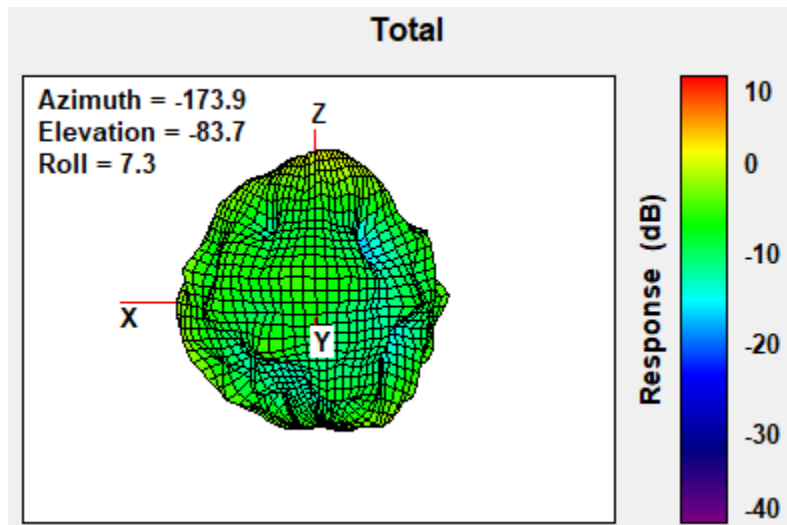 Total
Azimuth = -173.9
Elevation = -83.7
Roll = 7.3
Z
X
Y
10
0
-10
-20
-30
-40
Response (dB)